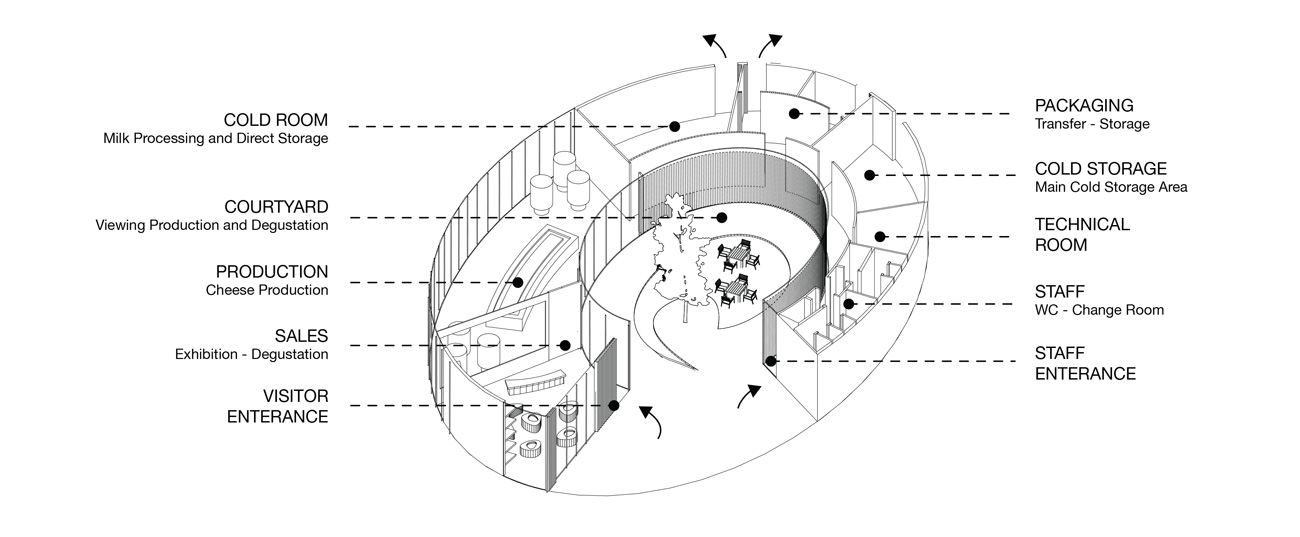 COLD ROOM
Milk Processing and Direct Storage
COURTYARD
Viewing Production and Degustation
PRODUCTION
Cheese Production
SALES
Exhibition - Degustation
VISITOR
ENTERANCE
PACKAGING
Transfer - Storage
COLD STORAGE
Main Cold Storage Area
TECHNICAL
ROOM
STAFF
WC - Change Room
STAFF
ENTERANCE